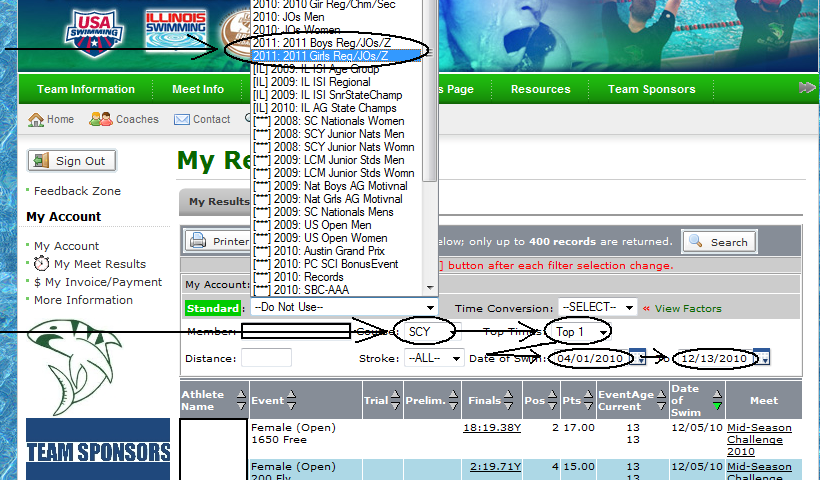 USA
SWIMMING
ILLINOIS
SWIMMING
2010: 2010 Gir Reg/Chm/Sec
2010: JOs Men
2010: JOs Women
2011: 2011 Boys Reg/JOs/Z
2011: 2011 Girls Reg/JOs/Z
[IL] 2009: IL ISI Age Group
[IL] 2009: IL ISI Regional
[IL] 2009: IL ISI SnrStateChamp
[IL] 2010: IL AG State Champs
[***] 2008: SC Nationals Women
[***] 2008: SCY Junior Nats Men
[***] 2008: SCY Junior Nats Womn
[***] 2009: LCM Junior Stds Men
[***] 2009: LCM Junior Stds Womn
[***] 2009: Nat Boys AG Motivnal
[***] 2009: Nat Grls AG Motivnal
[***] 2009: SC Nationals Mens
[***] 2009: US Open Men
[***] 2009: US Open Women
[***] 2010: Austin Grand Prix
[***] 2010: PC SCI BonusEvent
[***] 2010: Records
[***] 2010: SBC-AAA
Team Information Meet Info s Page Resources Team Sponsors
Home Coaches Contact
Sign Out
Feedback Zone
My Account
My Account
My Meet Results
$ My Invoice/Payment
More Information
TEAM SPONSORS
My Re
My Results
Printer
elow; only up to 400 records are returned. Search
] button after each filter selection change.
My Account:
Standard: --Do Not Use-- Time Conversion: --SELECT-- « View Factors
Member: Course: SCY Top Times: Top 1
Distance: Stroke: --ALL-- Date of Swim: 04/01/2010 To 12/13/2010
Athlete Name Event Trial Prelim. Finals Pos Pts EventAge Current Date of Swim Meet
Female (Open) 18:19.38Y 2 17.00 13 12/05/10 Mid-Season
1650 Free 13 Challenge
2010
Female (Open) 2:19.71Y 4 15.00 13 12/05/10 Mid-Season
200 Fly 13 Challenge